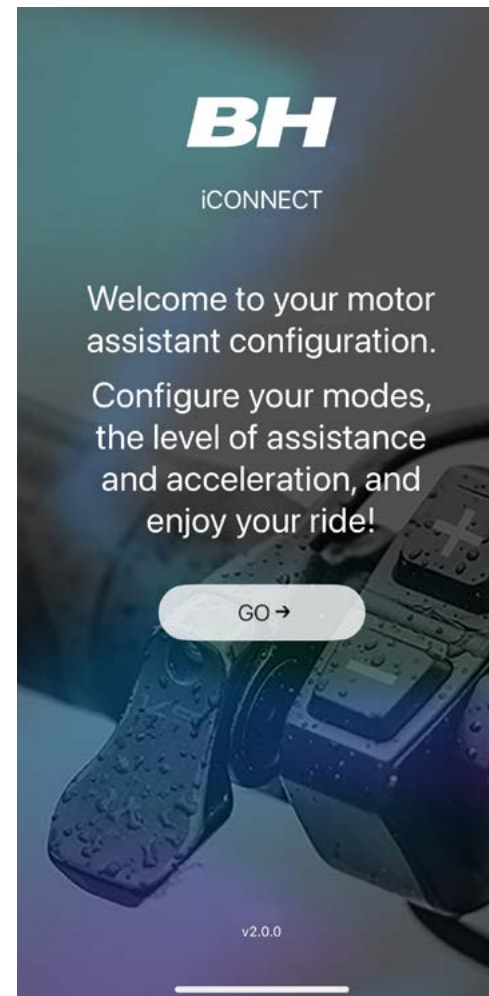 BH
iCONNECT
Welcome to your motor
assistant configuration.
Configure your modes,
the level of assistance
and acceleration, and
enjoy your ride!
GO →
v2.0.0